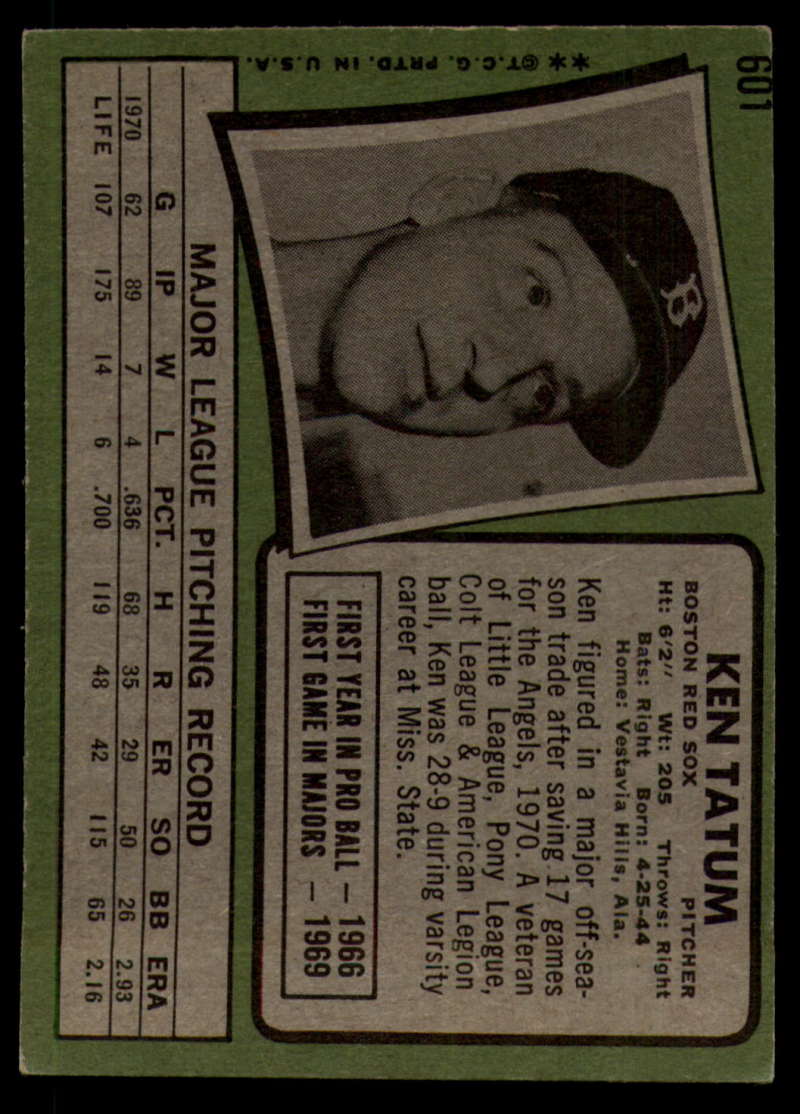 601
**©T.C.G. PRTD. IN U.S.A.
B
KEN TATUM
BOSTON RED SOX PITCHER
Ht: 6'2" Wt: 205 Throws: Right
Bats: Right Born: 4-25-44
Home: Vestavia Hills, Ala.
Ken figured in a major off-sea-
son trade after saving 17 games
for the Angels, 1970. A veteran
of Little League, Pony League,
Colt League & American Legion
ball, Ken was 28-9 during varsity
career at Miss. State.
FIRST YEAR IN PRO BALL — 1966
FIRST GAME IN MAJORS — 1969
MAJOR LEAGUE PITCHING RECORD
G IP W L PCT. H R ER SO BB ERA
1970 62 89 7 4 .636 68 35 29 50 26 2.93
LIFE 107 175 14 6 .700 119 48 42 115 65 2.16